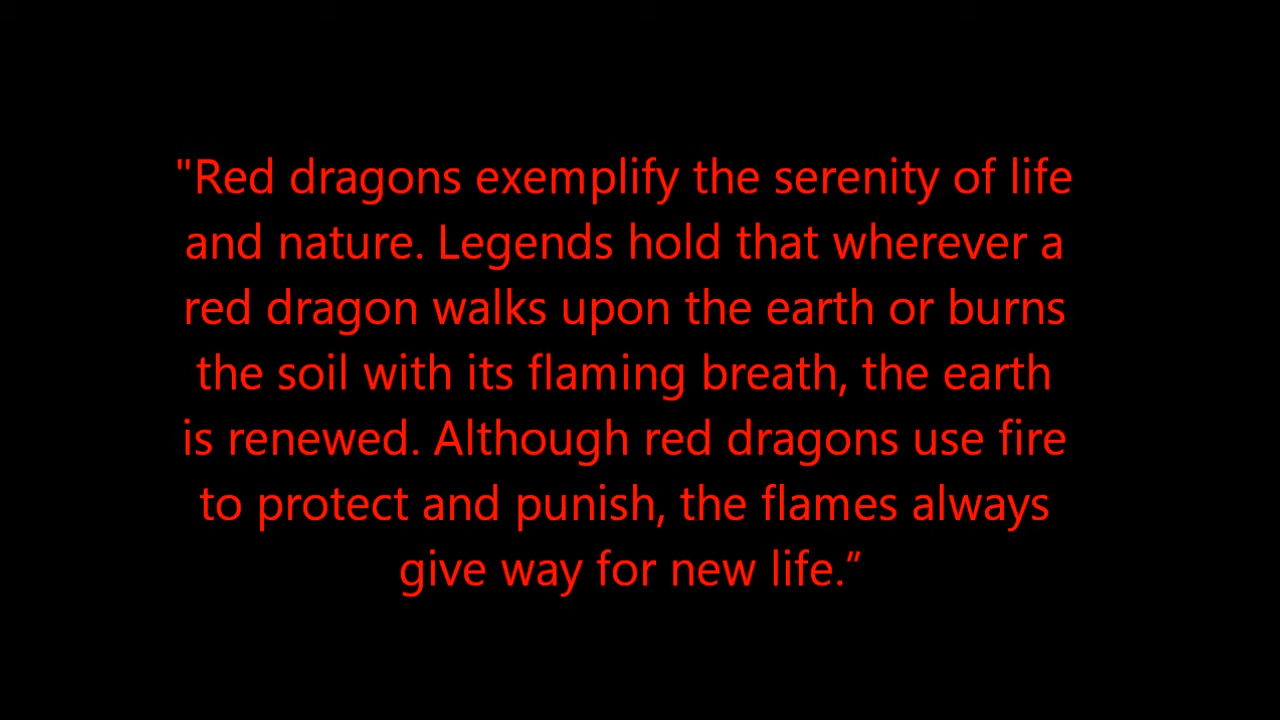 "Red dragons exemplify the serenity of life
and nature. Legends hold that wherever a
red dragon walks upon the earth or burns
the soil with its flaming breath, the earth
is renewed. Although red dragons use fire
to protect and punish, the flames always
give way for new life.”